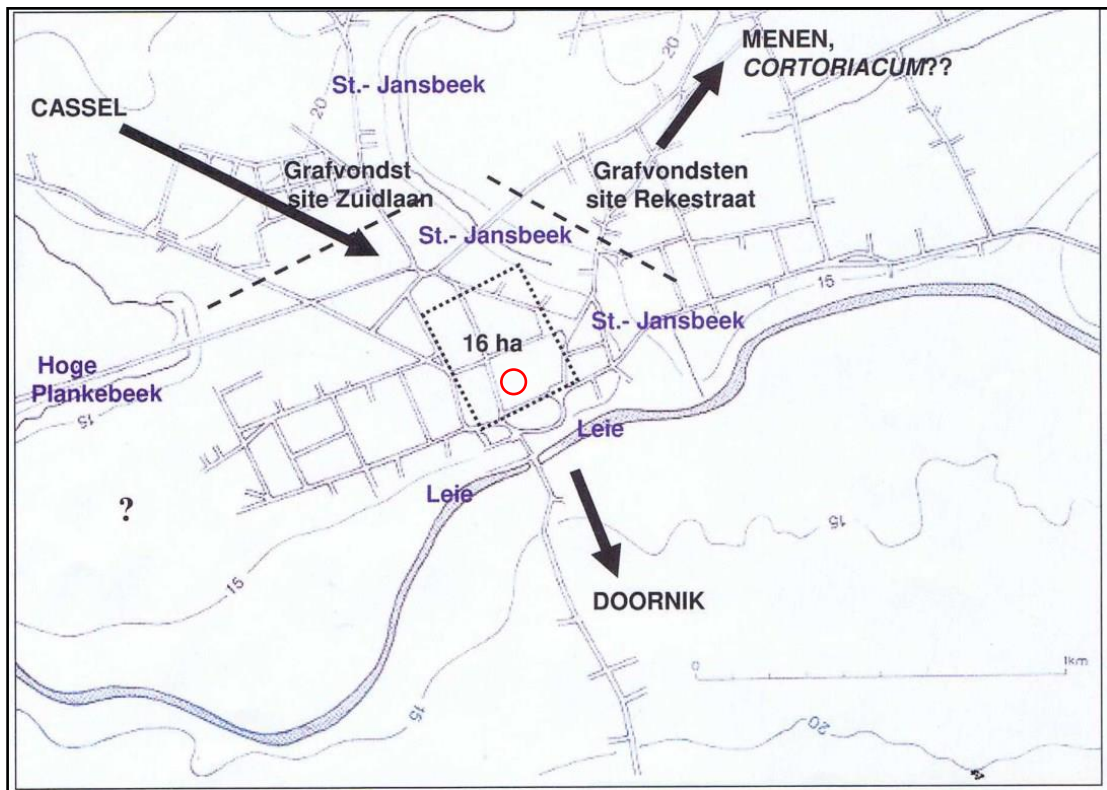 MENEN,
CORTORIACUM??
20
St.- Jansbeek
CASSEL
20
Grafvondst
site Zuidlaan
Grafvondsten
site Rekestraat
St.- Jansbeek
15
St.- Jansbeek
16 ha
Hoge
Plankebeek
15
Leie
Leie
?
15
15
DOORNIK
0
1km
15
20